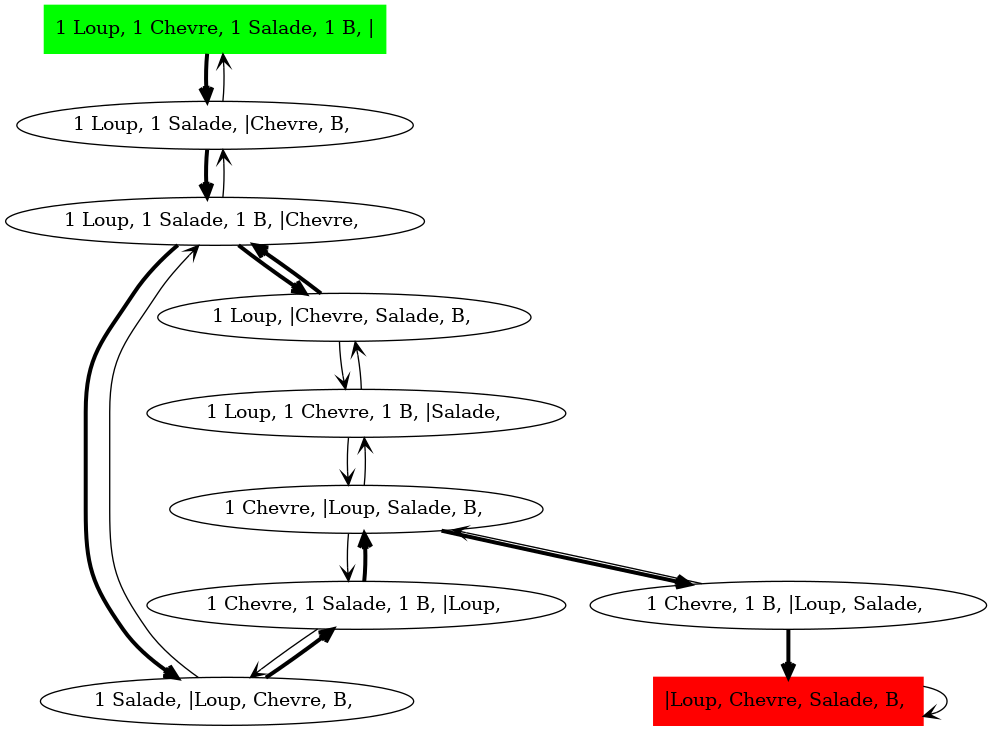 1 Loup, 1 Chevre, 1 Salade, 1 B, |
1 Loup, 1 Salade, |Chevre, B,
1 Loup, 1 Salade, 1 B, |Chevre,
1 Loup, |Chevre, Salade, B,
1 Loup, 1 Chevre, 1 B, |Salade,
1 Chevre, |Loup, Salade, B,
1 Chevre, 1 Salade, 1 B, |Loup,
1 Chevre, 1 B, |Loup, Salade,
1 Salade, |Loup, Chevre, B,
|Loup, Chevre, Salade, B,